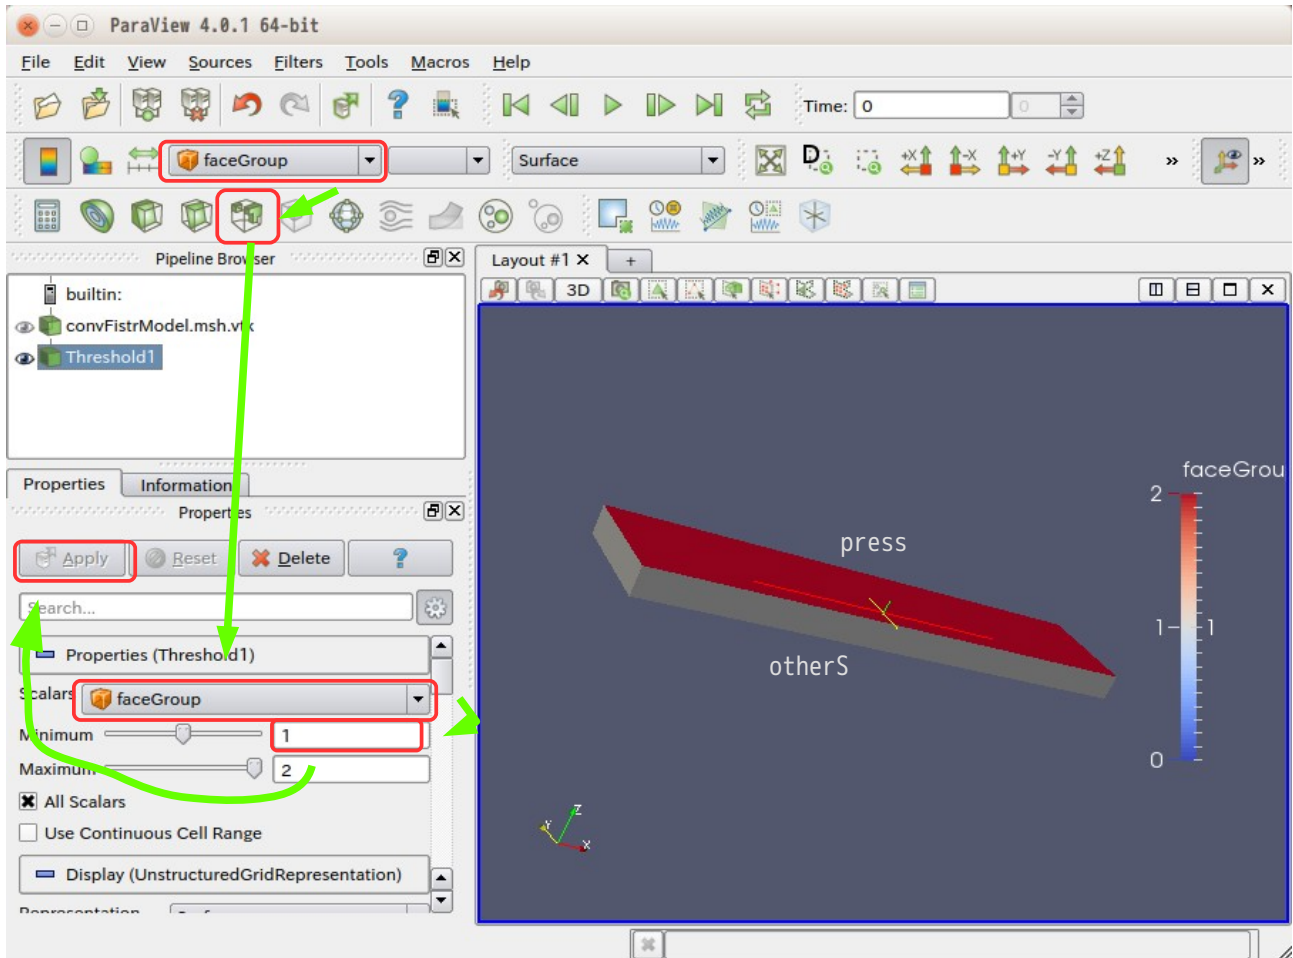 ParaView 4.0.1 64-bit
File Edit View Sources Filters Tools Macros Help
Time: 0 0
faceGroup Surface +X -X +Y -Y +Z » »
Pipeline Browser
Layout #1 +
3D
builtin:
convFistrModel.msh.vtk
Threshold1
Properties Information
Properties
Apply Reset Delete ?
Search...
Properties (Threshold1)
Scalars faceGroup
Minimum 1
Maximum 2
All Scalars
Use Continuous Cell Range
Display (UnstructuredGridRepresentation)
Representation
faceGrou
2
1 1
0
press
otherS
Z
Y
X